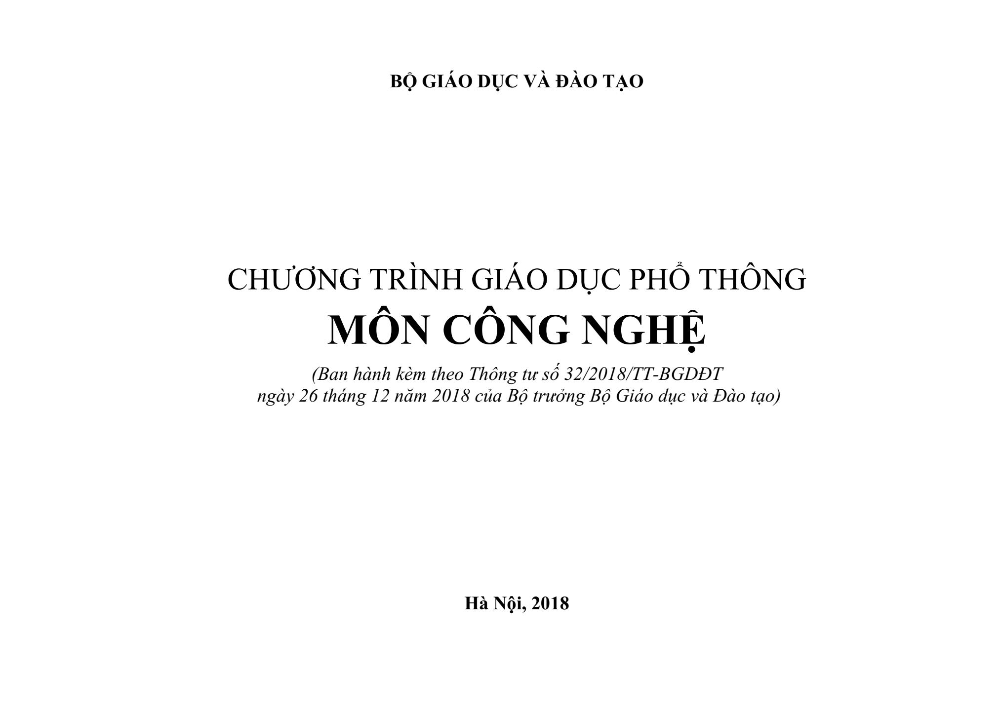 BỘ GIÁO DỤC VÀ ĐÀO TẠO
CHƯƠNG TRÌNH GIÁO DỤC PHỔ THÔNG
MÔN CÔNG NGHỆ
(Ban hành kèm theo Thông tư số 32/2018/TT-BGDĐT
ngày 26 tháng 12 năm 2018 của Bộ trưởng Bộ Giáo dục và Đào tạo)
Hà Nội, 2018